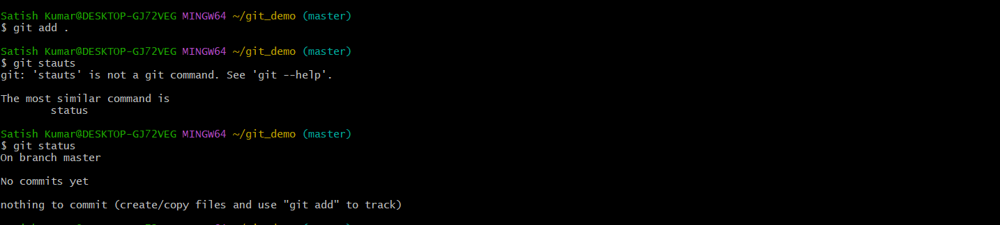 Satish Kumar@DESKTOP-GJ72VEG MINGW64 ~/git_demo (master)
$ git add .
Satish Kumar@DESKTOP-GJ72VEG MINGW64 ~/git_demo (master)
$ git stauts
git: 'stauts' is not a git command. See 'git --help'.
The most similar command is
status
Satish Kumar@DESKTOP-GJ72VEG MINGW64 ~/git_demo (master)
$ git status
On branch master
No commits yet
nothing to commit (create/copy files and use "git add" to track)